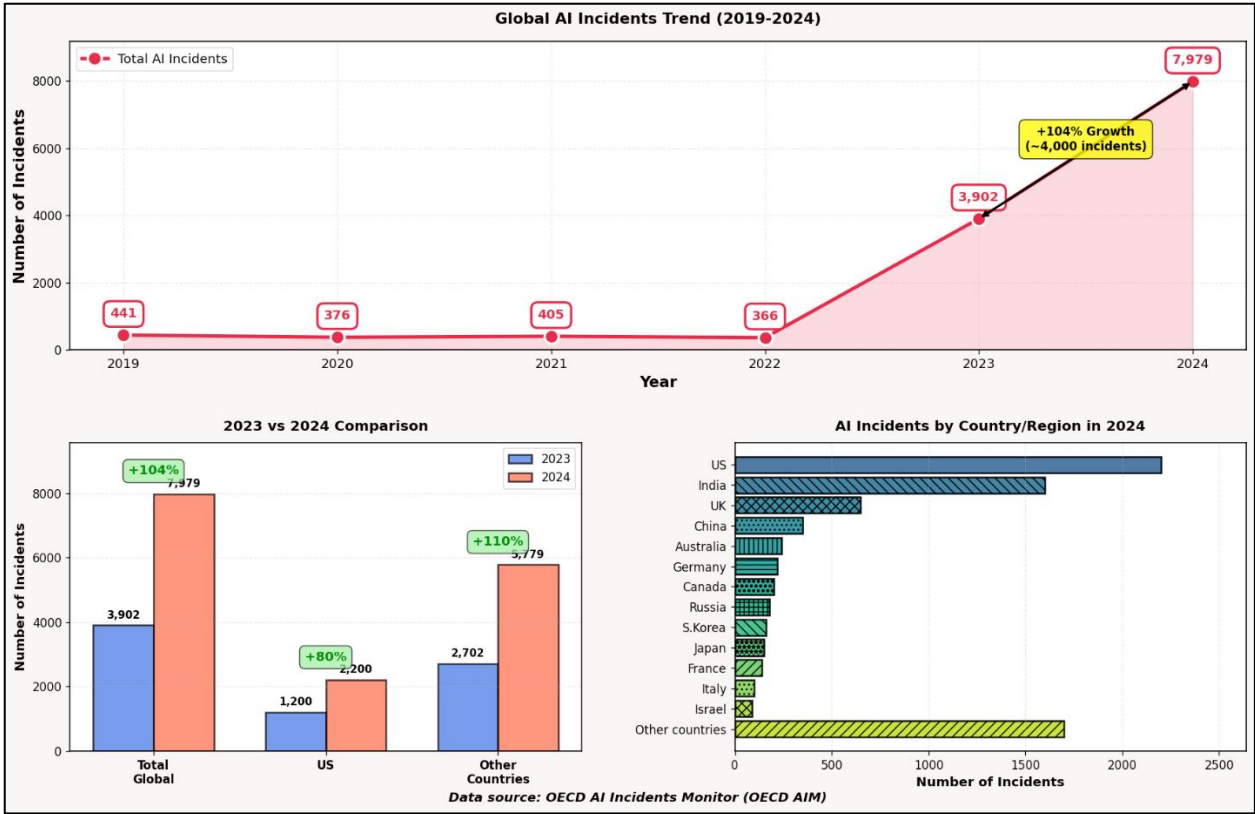 Global AI Incidents Trend (2019-2024)
Total AI Incidents
Number of Incidents
8000
6000
4000
2000
0
441
376
405
366
3,902
7,979
+104% Growth
(~4,000 incidents)
2019
2020
2021
2022
2023
2024
Year
2023 vs 2024 Comparison
2023
2024
Number of Incidents
8000
6000
4000
2000
0
+104%
7,979
3,902
+80%
2,200
1,200
+110%
5,779
2,702
Total
Global
US
Other
Countries
AI Incidents by Country/Region in 2024
US
India
UK
China
Australia
Germany
Canada
Russia
S.Korea
Japan
France
Italy
Israel
Other countries
0
500
1000
1500
2000
2500
Number of Incidents
Data source: OECD AI Incidents Monitor (OECD AIM)